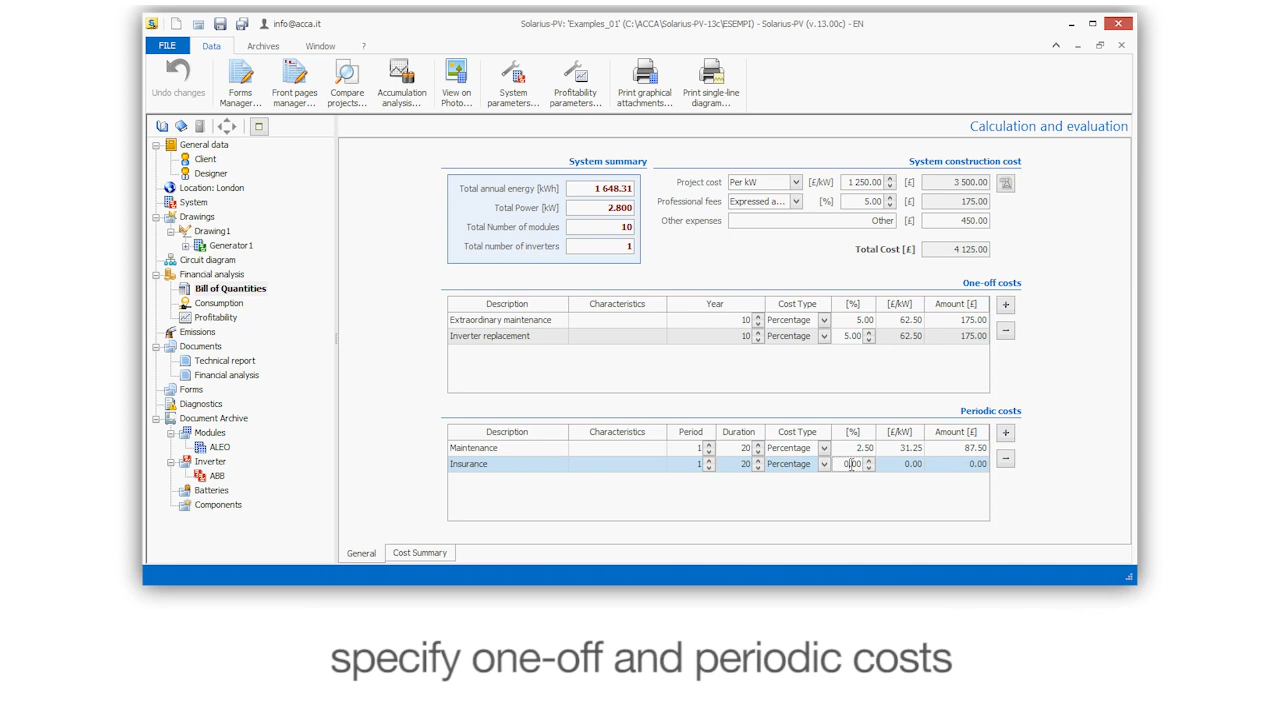 info@acca.it
Solarius-PV: 'Examples_01' (C:\ACCA\Solarius-PV-13c\ESEMPI) - Solarius-PV (v.13.00c) - EN
FILE Data Archives Window ?
Undo changes
Forms Manager...
Front pages manager...
Compare projects...
Accumulation analysis...
View on Photo...
System parameters...
Profitability parameters...
Print graphical attachments...
Print single-line diagram...
Calculation and evaluation
General data
Client
Designer
Location: London
System
Drawings
Drawing1
Generator1
Circuit diagram
Financial analysis
Bill of Quantities
Consumption
Profitability
Emissions
Documents
Technical report
Financial analysis
Forms
Diagnostics
Document Archive
Modules
ALEO
Inverter
ABB
Batteries
Components
System summary
Total annual energy [kWh] 1 648.31
Total Power [kW] 2.800
Total Number of modules 10
Total number of inverters 1
System construction cost
Project cost Per kW [£/kW] 1 250.00 [£] 3 500.00
Professional fees Expressed a... [%] 5.00 [£] 175.00
Other expenses Other [£] 450.00
Total Cost [£] 4 125.00
One-off costs
Description Characteristics Year Cost Type [%] [£/kW] Amount [£]
Extraordinary maintenance 10 Percentage 5.00 62.50 175.00
Inverter replacement 10 Percentage 5.00 62.50 175.00
Periodic costs
Description Characteristics Period Duration Cost Type [%] [£/kW] Amount [£]
Maintenance 1 20 Percentage 2.50 31.25 87.50
Insurance 1 20 Percentage 0.00 0.00 0.00
General Cost Summary
specify one-off and periodic costs